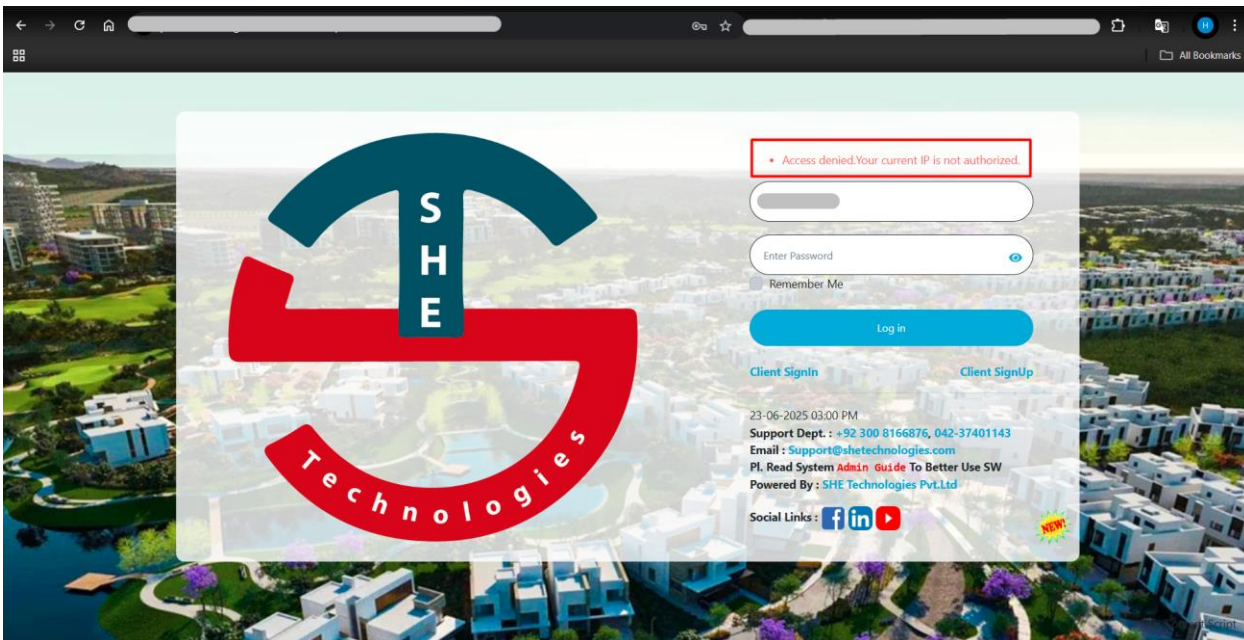 All Bookmarks
S
H
E
Technologies
• Access denied.Your current IP is not authorized.
Enter Password
Remember Me
Log in
Client SignIn Client SignUp
23-06-2025 03:00 PM
Support Dept. : +92 300 8166876, 042-37401143
Email : Support@shetechnologies.com
Pl. Read System Admin Guide To Better Use SW
Powered By : SHE Technologies Pvt.Ltd
Social Links : f in
NEW!
H